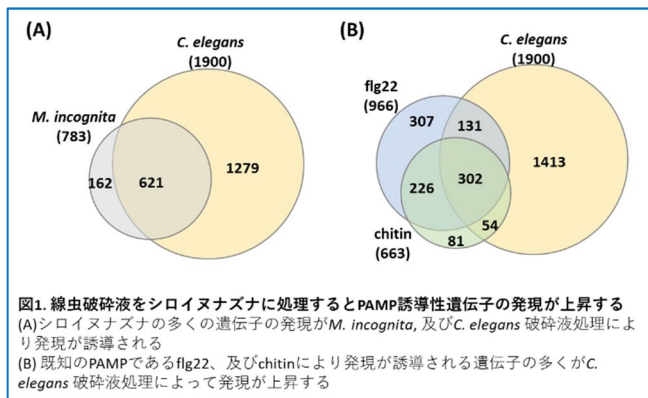 (A)
C. elegans
(1900)
M. incognita
(783)
162
621
1279
(B)
C. elegans
(1900)
flg22
(966)
307
131
1413
226
302
54
81
chitin
(663)
図1. 線虫破砕液をシロイヌナズナに処理するとPAMP誘導性遺伝子の発現が上昇する
(A)シロイヌナズナの多くの遺伝子の発現がM. incognita, 及びC. elegans 破砕液処理によ
り発現が誘導される
(B) 既知のPAMPであるflg22、及びchitinにより発現が誘導される遺伝子の多くがC.
elegans 破砕液処理によって発現が上昇する